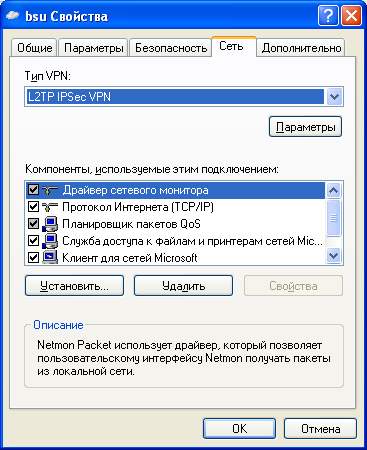 bsu Свойства
Общие
Параметры
Безопасность
Сеть
Дополнительно
Тип VPN:
L2TP IPSec VPN
Параметры
Компоненты, используемые этим подключением:
Драйвер сетевого монитора
Протокол Интернета (TCP/IP)
Планировщик пакетов QoS
Служба доступа к файлам и принтерам сетей Mic...
Клиент для сетей Microsoft
Установить...
Удалить
Свойства
Описание
Netmon Packet использует драйвер, который позволяет
пользовательскому интерфейсу Netmon получать пакеты
из локальной сети.
OK
Отмена